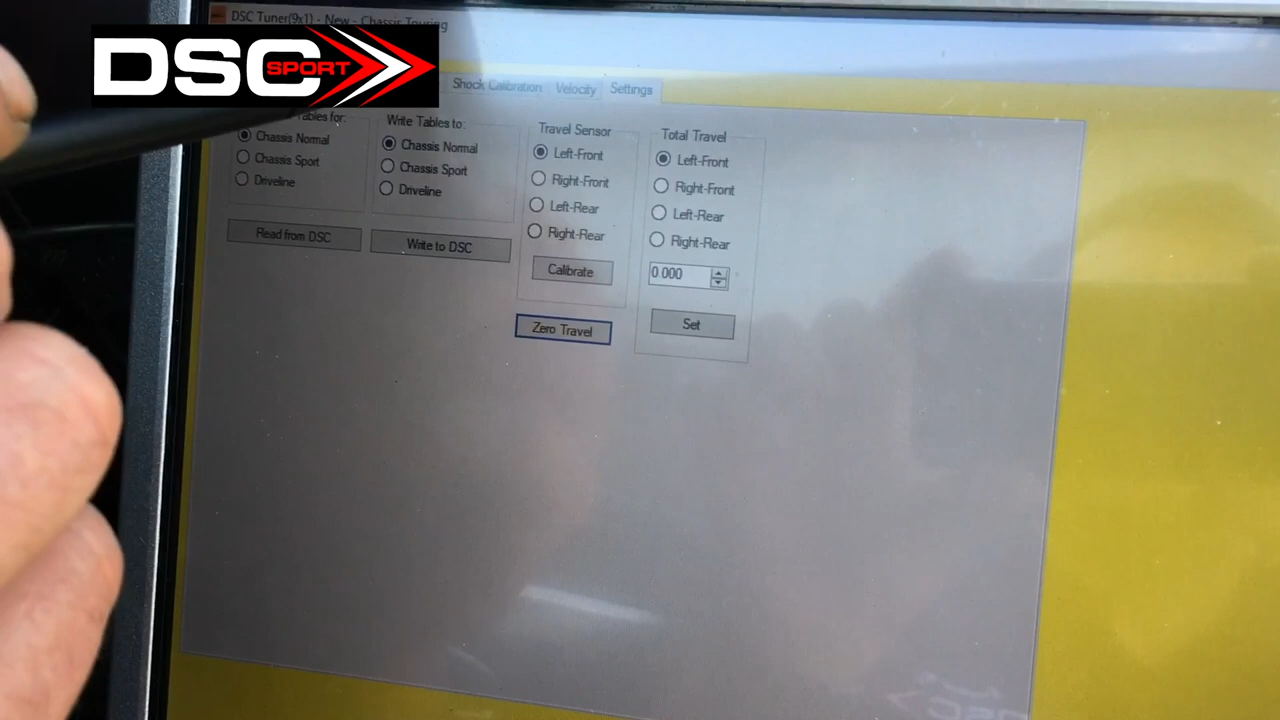 DSC Tuner(9x1) - New - Chassis Touring
DSC SPORT
Shock Calibration Velocity Settings
Tables for:
Chassis Normal
Chassis Sport
Driveline
Read from DSC
Write Tables to:
Chassis Normal
Chassis Sport
Driveline
Write to DSC
Travel Sensor
Left-Front
Right-Front
Left-Rear
Right-Rear
Calibrate
Zero Travel
Total Travel
Left-Front
Right-Front
Left-Rear
Right-Rear
0.000
Set
DSC